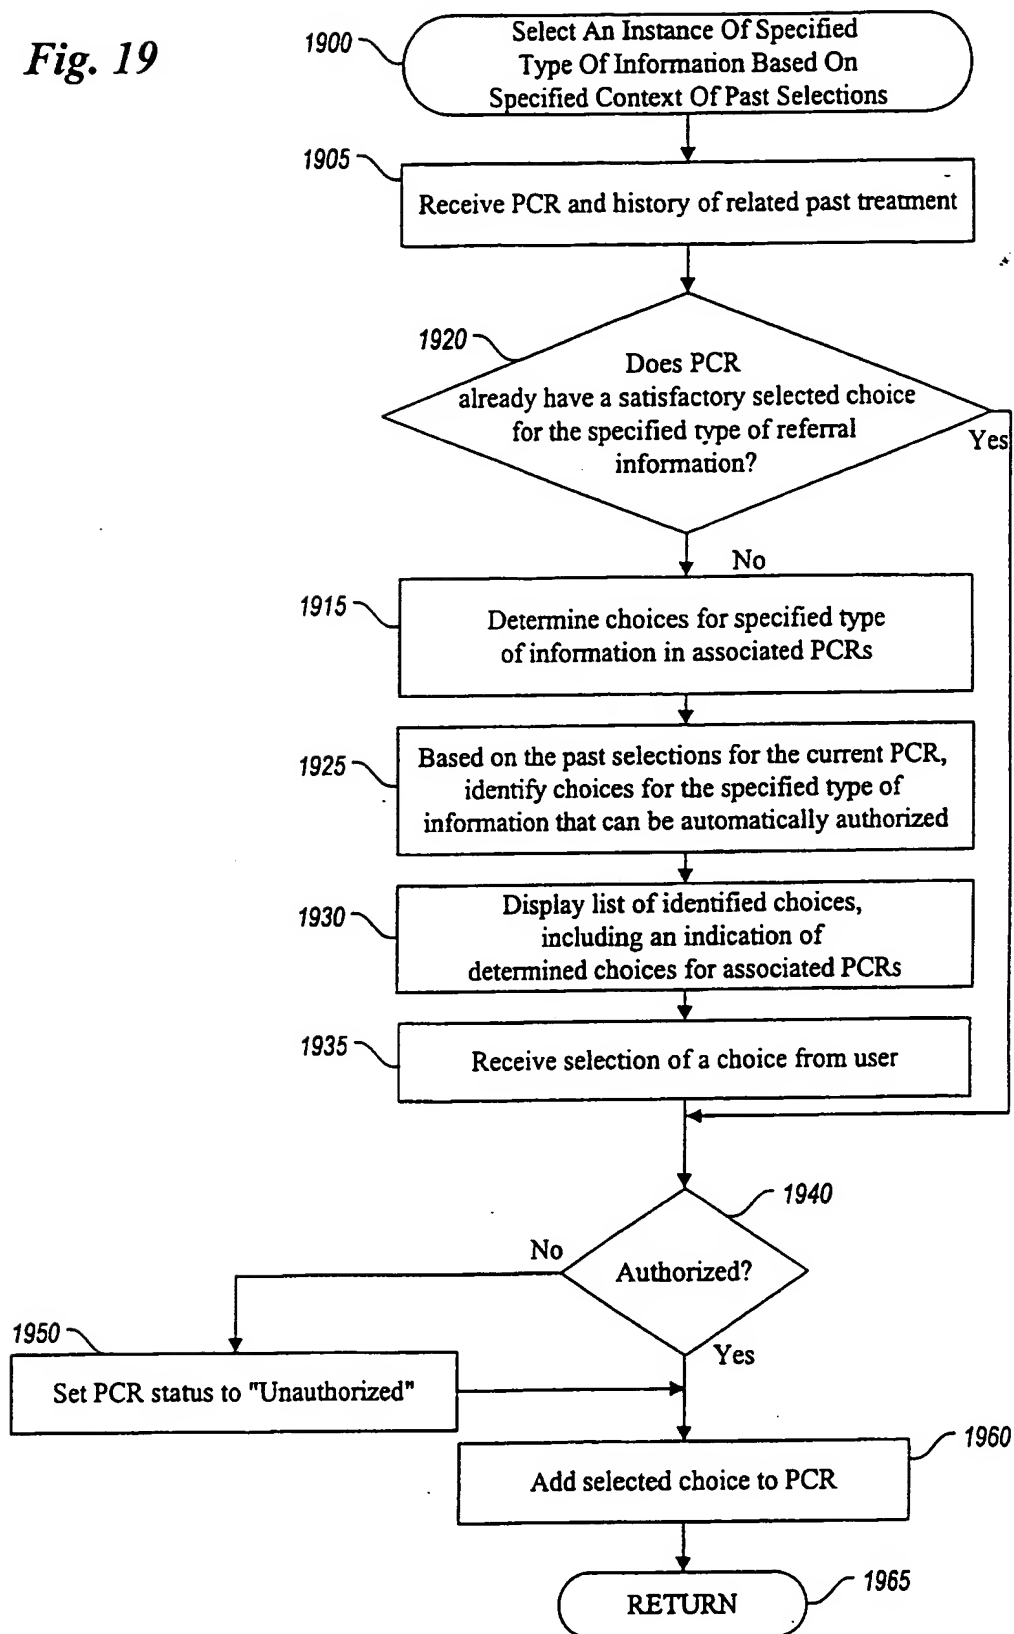 Fig. 19
1900
Select An Instance Of Specified
Type Of Information Based On
Specified Context Of Past Selections
1905
Receive PCR and history of related past treatment
1920
Does PCR
already have a satisfactory selected choice
for the specified type of referral
information?
Yes
No
1915
Determine choices for specified type
of information in associated PCRs
1925
Based on the past selections for the current PCR,
identify choices for the specified type of
information that can be automatically authorized
1930
Display list of identified choices,
including an indication of
determined choices for associated PCRs
1935
Receive selection of a choice from user
1940
No
Authorized?
1950
Yes
Set PCR status to "Unauthorized"
1960
Add selected choice to PCR
1965
RETURN